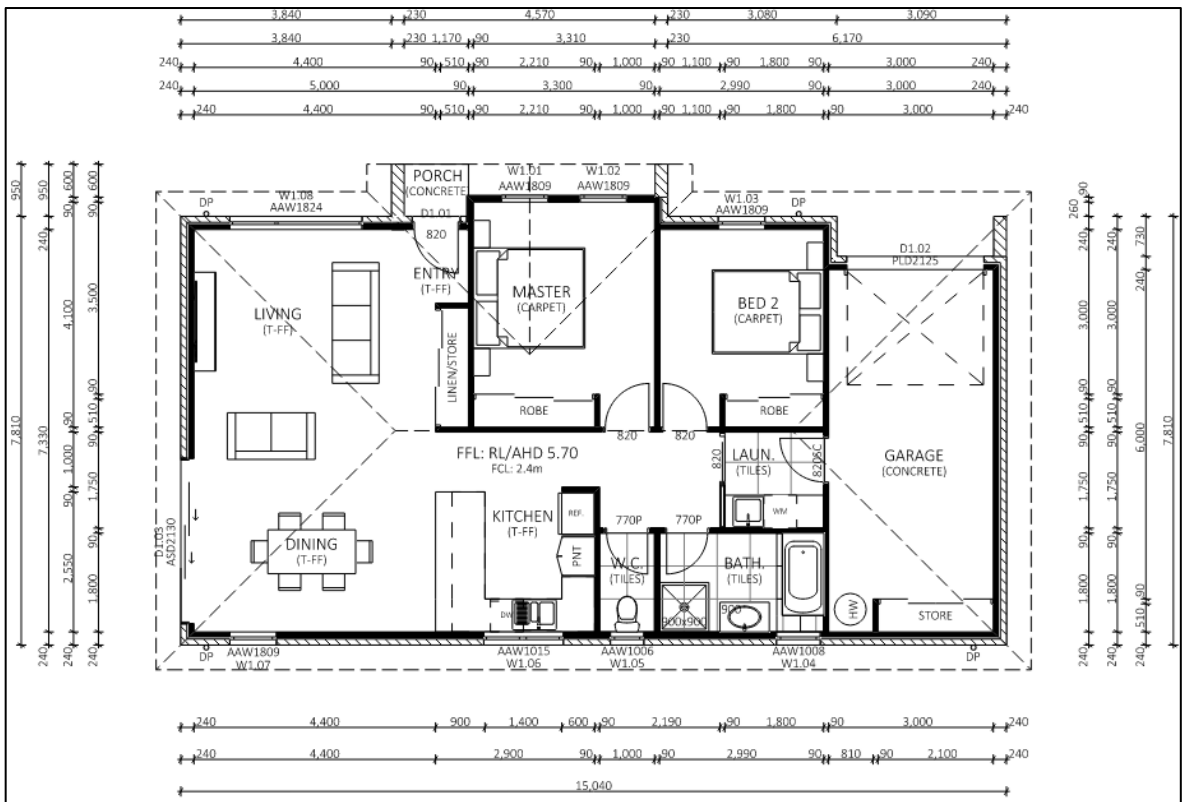 3,840 230 4,570 230 3,080 3,090
3,840 230 1,170 90 3,310 230 6,170
240 4,400 90 510 90 2,210 90 1,000 90 1,100 90 1,800 90 3,000 240
240 5,000 90 3,300 90 2,990 90 3,000 240
240 4,400 90 510 90 2,210 90 1,000 90 1,100 90 1,800 90 3,000 240
950 950 600 600
90 90
240
4,100 3,500
7,810 7,330
90 90
510
90
1,000 1,750
90 90
2,550 1,800
240 240 240
PORCH
(CONCRETE
W1.01
AAW1809
W1.02
AAW1809
W1.08
AAW1824
DP
D1.01
820
W1.03
AAW1809
DP
D1.02
PLD2125
ENTRY
(T-FF)
LIVING
(T-FF)
MASTER
(CARPET)
BED 2
(CARPET)
LINEN/STORE
ROBE
ROBE
820
820
FFL: RL/AHD 5.70
FCL: 2.4m
820
LAUN.
(TILES)
820SC
GARAGE
(CONCRETE)
KITCHEN
(T-FF)
REF.
WM
770P
770P
D1.03
ASD2130
DINING
(T-FF)
PNT
W.C.
(TILES)
BATH.
(TILES)
DW
900x900
900
HW
STORE
DP
AAW1809
W1.07
AAW1015
W1.06
AAW1006
W1.05
AAW1008
W1.04
DP
90
260
240 240 730
240
3,000 3,000
90 90
510 510
90 90
6,000 7,810
1,750 1,750
90 90
1,800 1,800
90
510
240 240 240
240 4,400 900 1,400 600 90 2,190 90 1,800 90 3,000 240
240 4,400 2,900 90 1,000 90 2,990 90 810 90 2,100 240
15,040